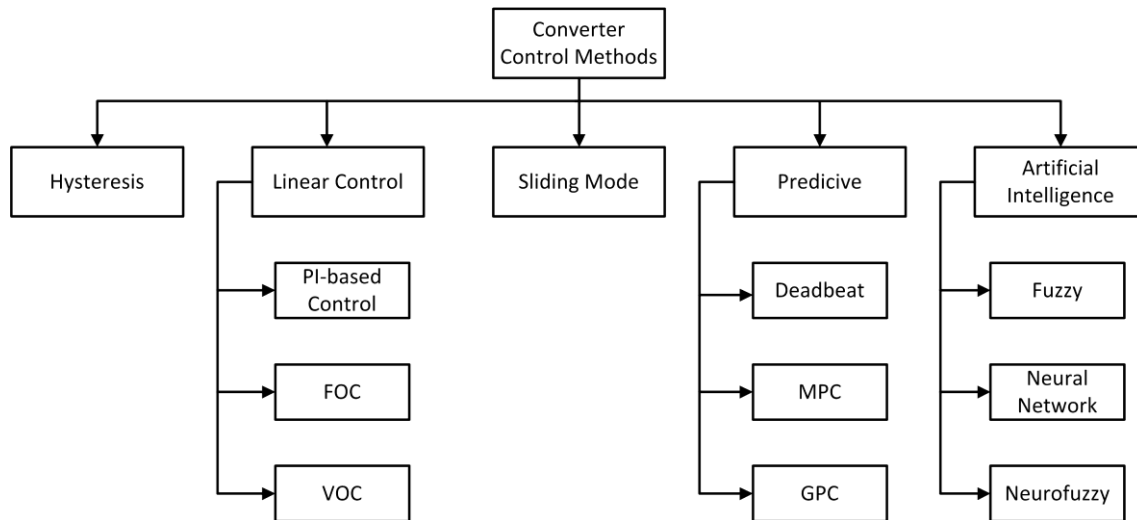 Converter
Control Methods
Hysteresis
Linear Control
Sliding Mode
Predicive
Artificial
Intelligence
PI-based
Control
Deadbeat
Fuzzy
FOC
MPC
Neural
Network
VOC
GPC
Neurofuzzy